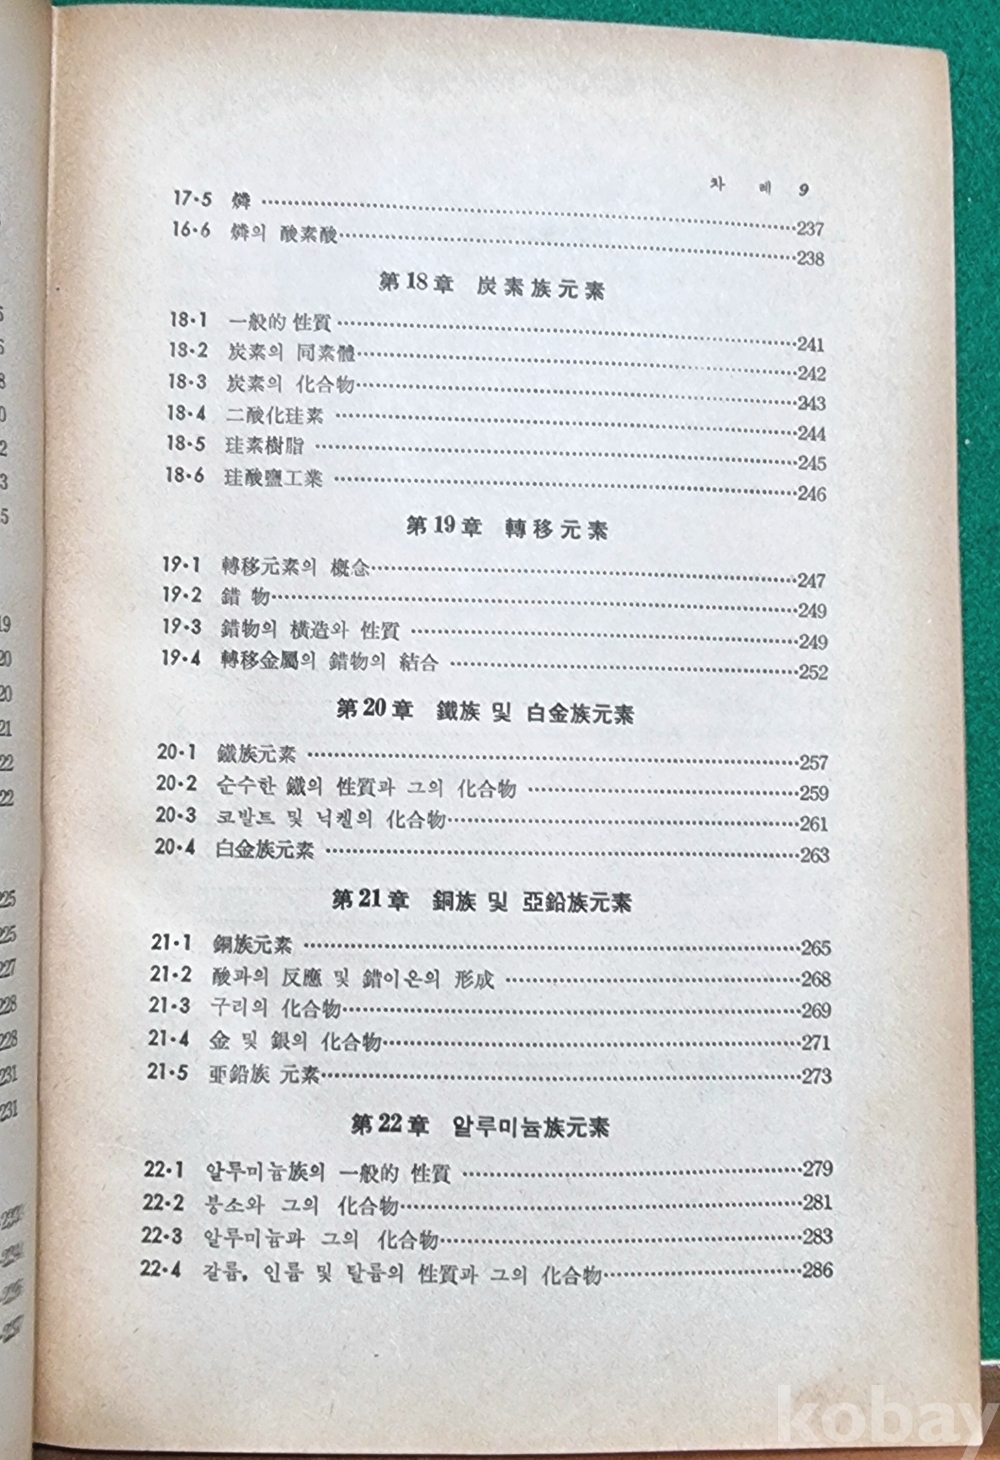 차 례 9
17·5 燐 237
16·6 燐의 酸素酸 238
第18章 炭素族元素
18·1 一般的 性質 241
18·2 炭素의 同素體 242
18·3 炭素의 化合物 243
18·4 二酸化珪素 244
18·5 珪素樹脂 245
18·6 珪酸鹽工業 246
第19章 轉移元素
19·1 轉移元素의 槪念 247
19·2 錯 物 249
19·3 錯物의 構造와 性質 249
19·4 轉移金屬의 錯物의 結合 252
第20章 鐵族 및 白金族元素
20·1 鐵族元素 257
20·2 순수한 鐵의 性質과 그의 化合物 259
20·3 코발트 및 닉켈의 化合物 261
20·4 白金族元素 263
第21章 銅族 및 亞鉛族元素
21·1 銅族元素 265
21·2 酸과의 反應 및 錯이온의 形成 268
21·3 구리의 化合物 269
21·4 金 및 銀의 化合物 271
21·5 亞鉛族 元素 273
第22章 알루미늄族元素
22·1 알루미늄族의 一般的 性質 279
22·2 붕소와 그의 化合物 281
22·3 알루미늄과 그의 化合物 283
22·4 갈륨, 인듐 및 탈륨의 性質과 그의 化合物 286
kobay